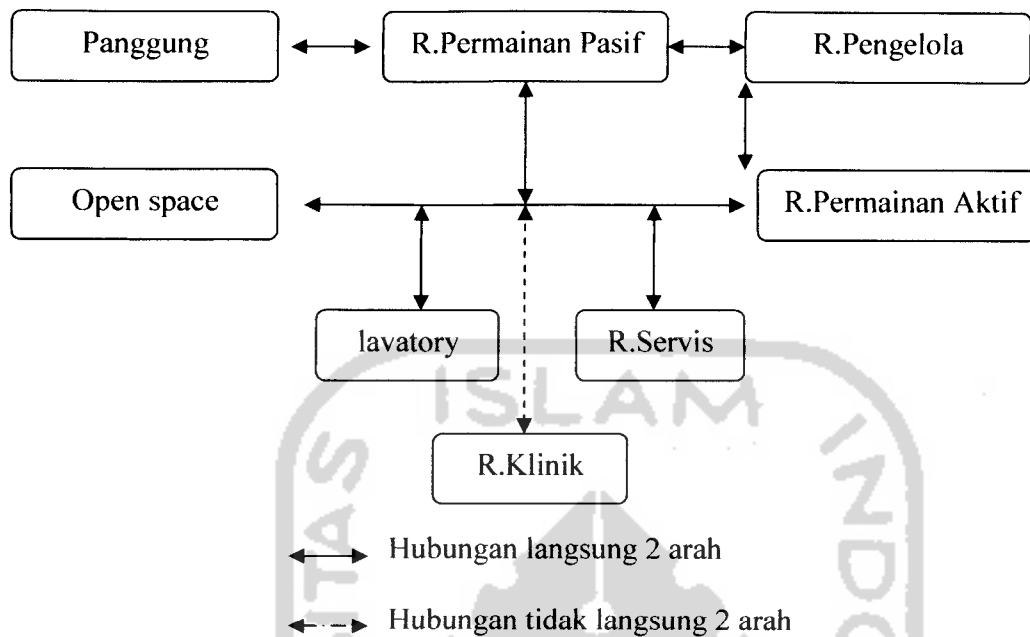 Panggung
R.Permainan Pasif
R.Pengelola
Open space
R.Permainan Aktif
lavatory
R.Servis
ISLAM
R.Klinik
Hubungan langsung 2 arah
Hubungan tidak langsung 2 arah